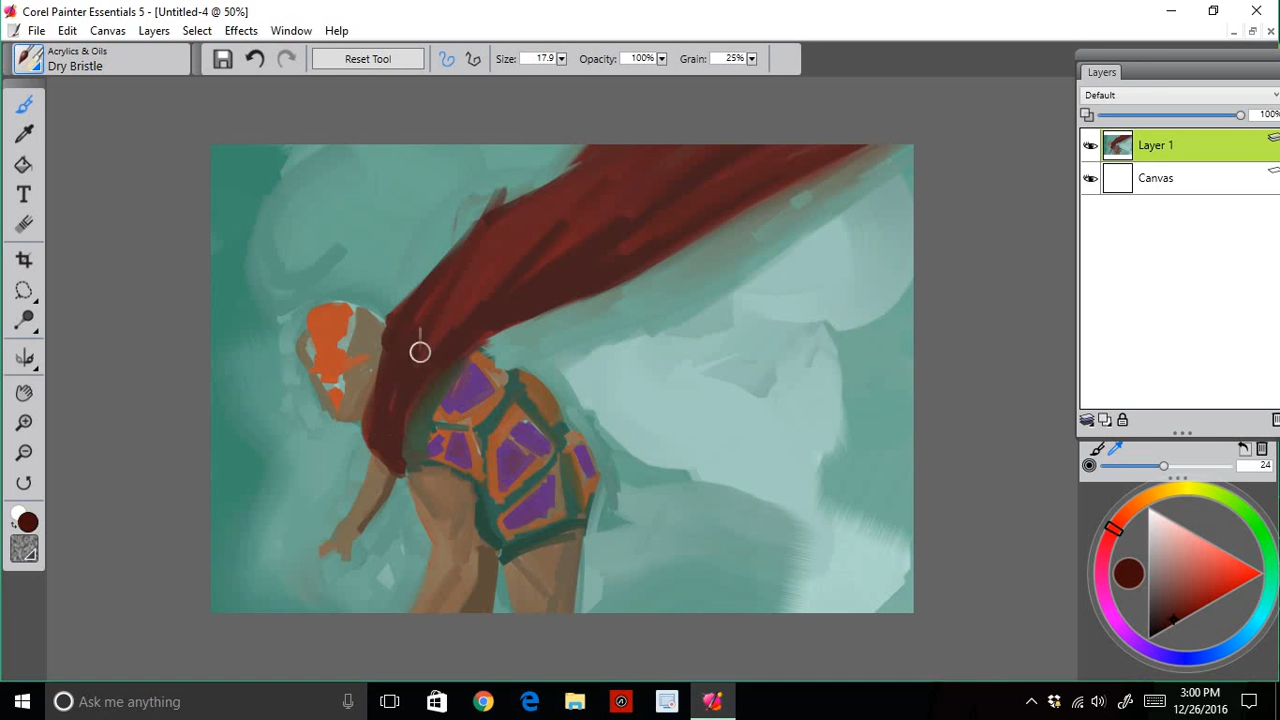 Corel Painter Essentials 5 - [Untitled-4 @ 50%]
File Edit Canvas Layers Select Effects Window Help
Acrylics & Oils
Dry Bristle
Reset Tool
Size: 17.9
Opacity: 100%
Grain: 25%
Layers
Default
100%
Layer 1
Canvas
24
T
Ask me anything
3:00 PM
12/26/2016